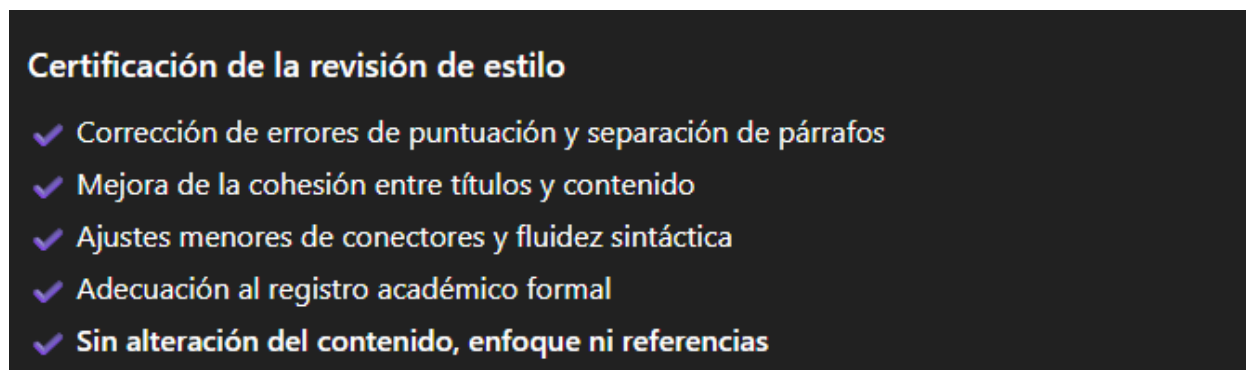 Certificación de la revisión de estilo
Corrección de errores de puntuación y separación de párrafos
Mejora de la cohesión entre títulos y contenido
Ajustes menores de conectores y fluidez sintáctica
Adecuación al registro académico formal
Sin alteración del contenido, enfoque ni referencias